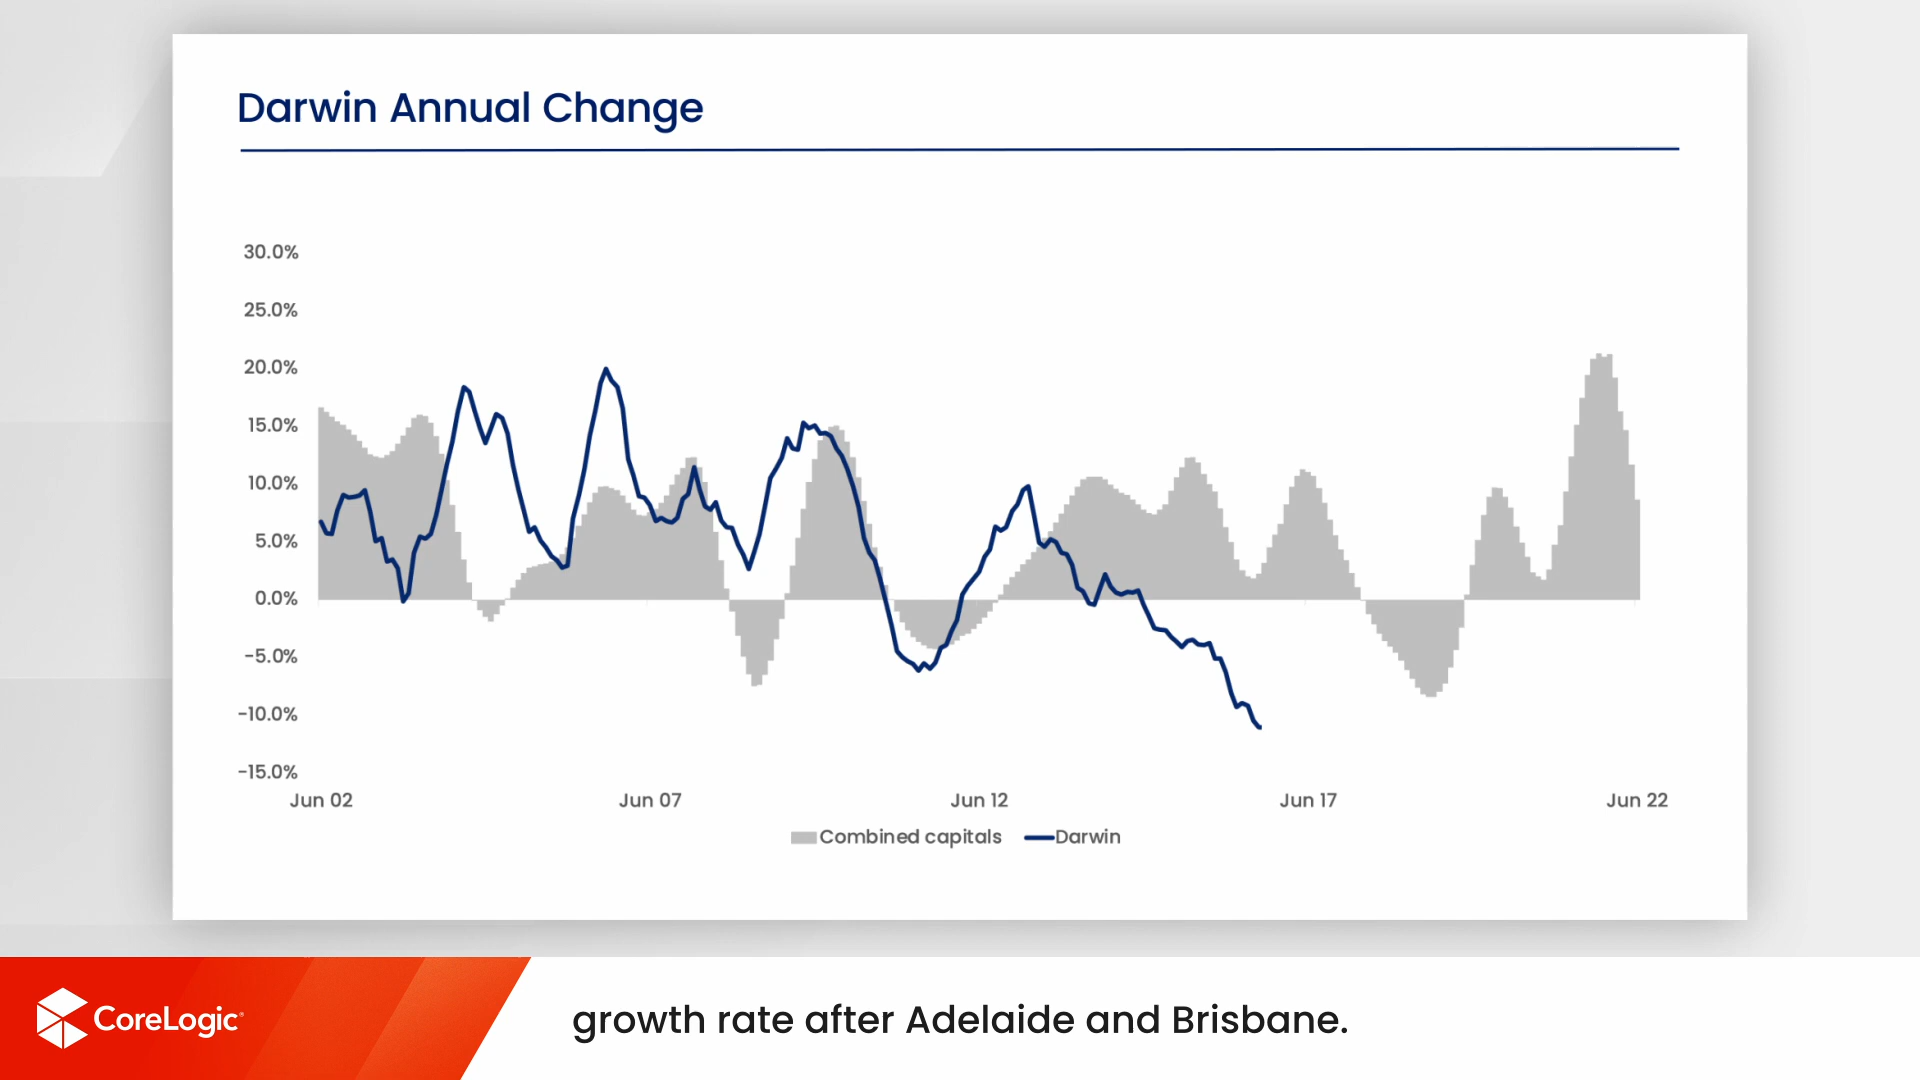 Darwin Annual Change
30.0%
25.0%
20.0%
15.0%
10.0%
5.0%
0.0%
-5.0%
-10.0%
-15.0%
Jun 02 Jun 07 Jun 12 Jun 17 Jun 22
Combined capitals Darwin
CoreLogic
growth rate after Adelaide and Brisbane.